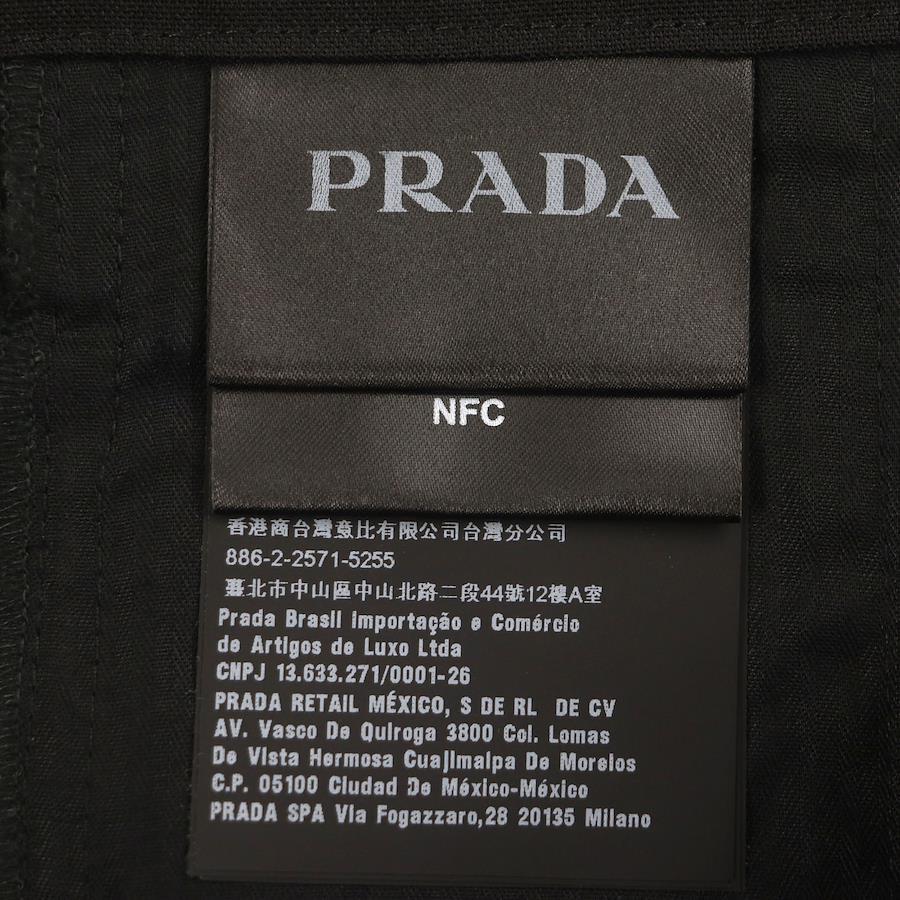 PRADA
NFC
香港商台灣意比有限公司台灣分公司
886-2-2571-5255
臺北市中山區中山北路二段44號12樓A室
Prada Brasil Importação e Comércio
de Artigos de Luxo Ltda
CNPJ 13.633.271/0001-26
PRADA RETAIL MÉXICO, S DE RL DE CV
AV. Vasco De Quiroga 3800 Col. Lomas
De Vista Hermosa Cuajimalpa De Morelos
C.P. 05100 Ciudad De México-México
PRADA SPA Via Fogazzaro,28 20135 Milano